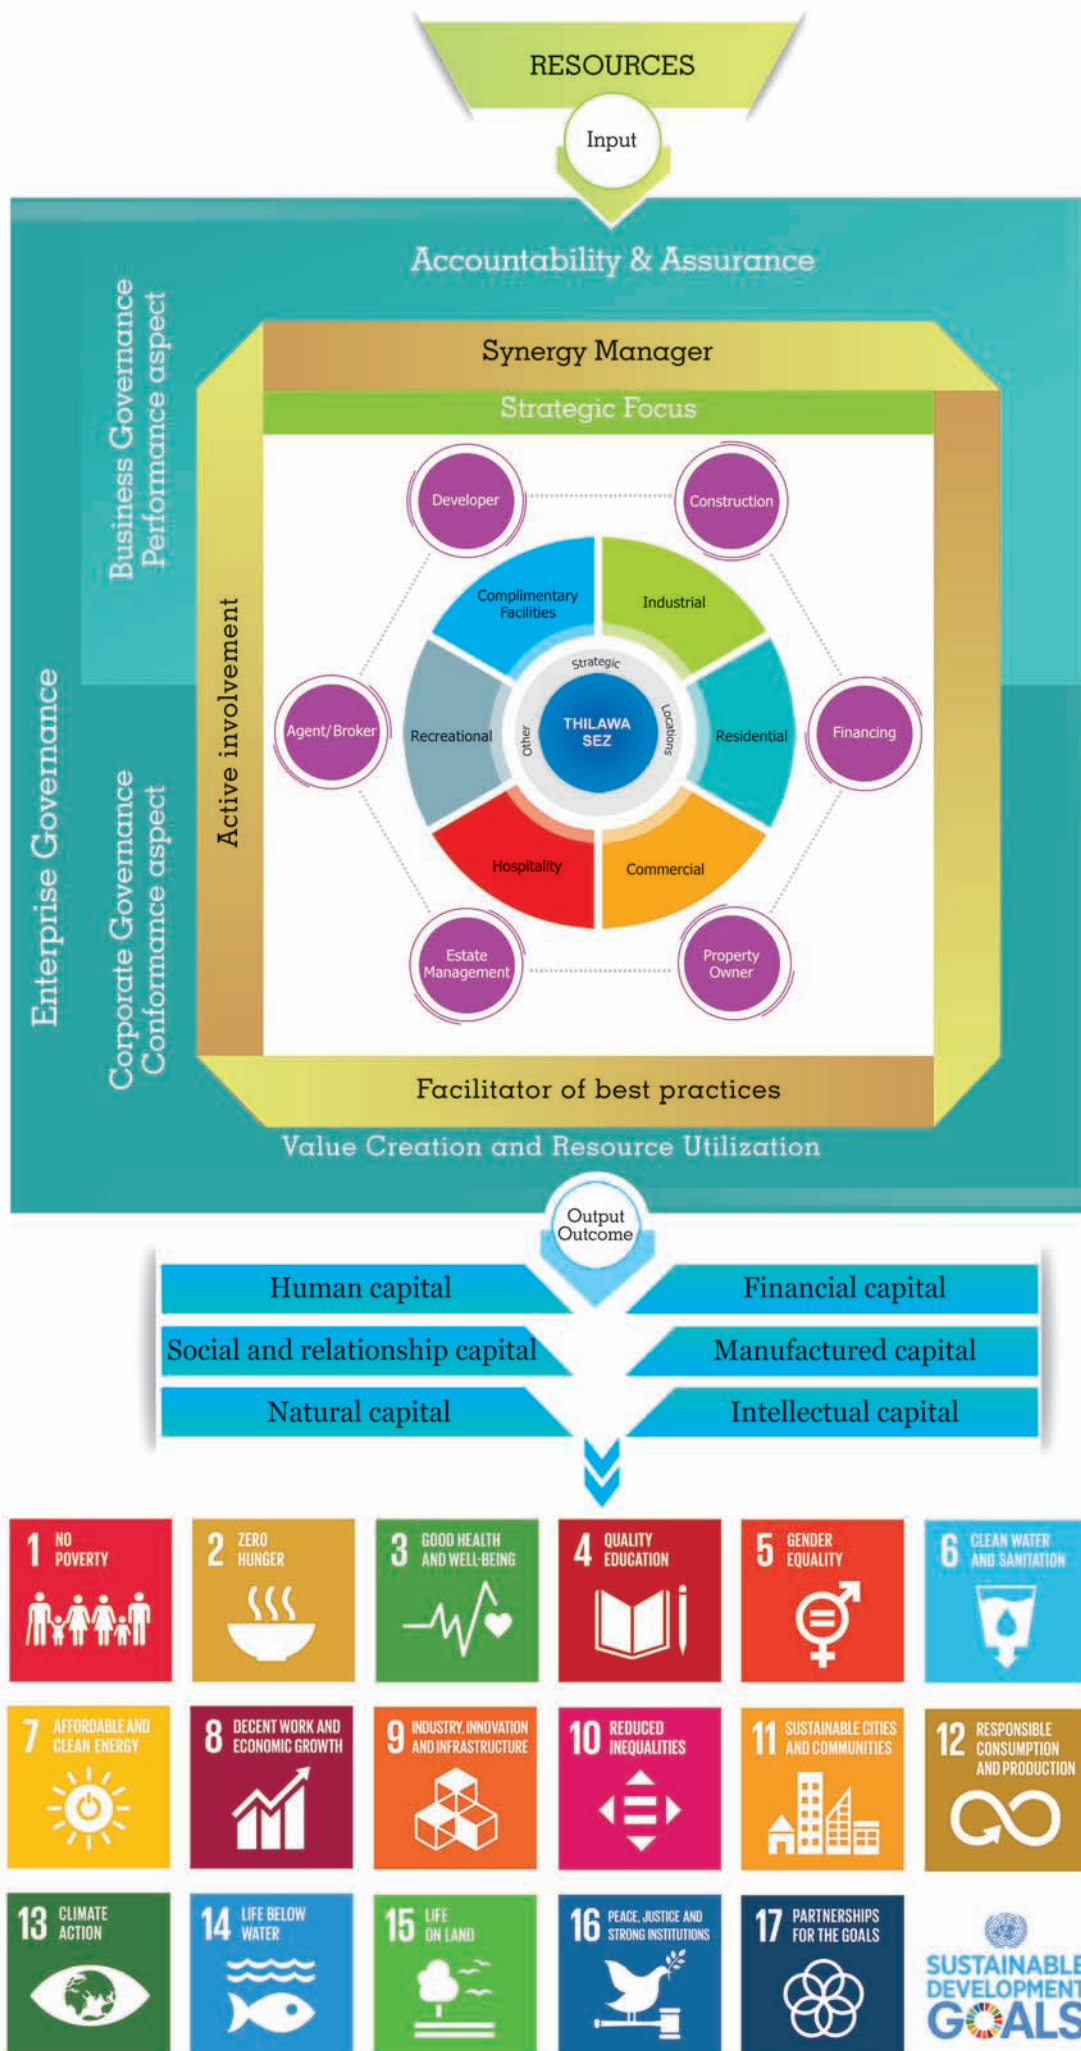 RESOURCES
Input
Accountability & Assurance
Enterprise Governance
Business Governance
Performance aspect
Corporate Governance
Conformance aspect
Synergy Manager
Active involvement
Strategic Focus
Developer
Construction
Agent/Broker
Financing
Estate
Management
Property
Owner
Complimentary
Facilities
Industrial
Recreational
Residential
Hospitality
Commercial
Strategic
Locations
Other
THILAWA
SEZ
Facilitator of best practices
Value Creation and Resource Utilization
Output
Outcome
Human capital
Financial capital
Social and relationship capital
Manufactured capital
Natural capital
Intellectual capital
1 NO
POVERTY
2 ZERO
HUNGER
3 GOOD HEALTH
AND WELL-BEING
4 QUALITY
EDUCATION
5 GENDER
EQUALITY
6 CLEAN WATER
AND SANITATION
7 AFFORDABLE AND
CLEAN ENERGY
8 DECENT WORK AND
ECONOMIC GROWTH
9 INDUSTRY, INNOVATION
AND INFRASTRUCTURE
10 REDUCED
INEQUALITIES
11 SUSTAINABLE CITIES
AND COMMUNITIES
12 RESPONSIBLE
CONSUMPTION
AND PRODUCTION
13 CLIMATE
ACTION
14 LIFE BELOW
WATER
15 LIFE
ON LAND
16 PEACE, JUSTICE AND
STRONG INSTITUTIONS
17 PARTNERSHIPS
FOR THE GOALS
SUSTAINABLE
DEVELOPMENT
GOALS